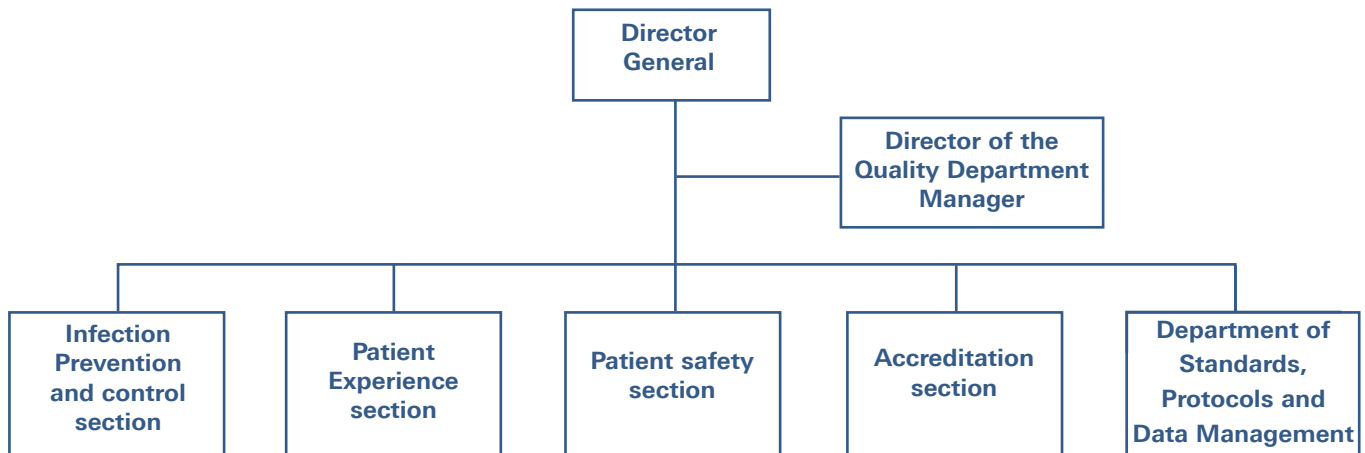 Director
General
Director of the
Quality Department
Manager
Infection
Prevention
and control
section
Patient
Experience
section
Patient safety
section
Accreditation
section
Department of
Standards,
Protocols and
Data Management